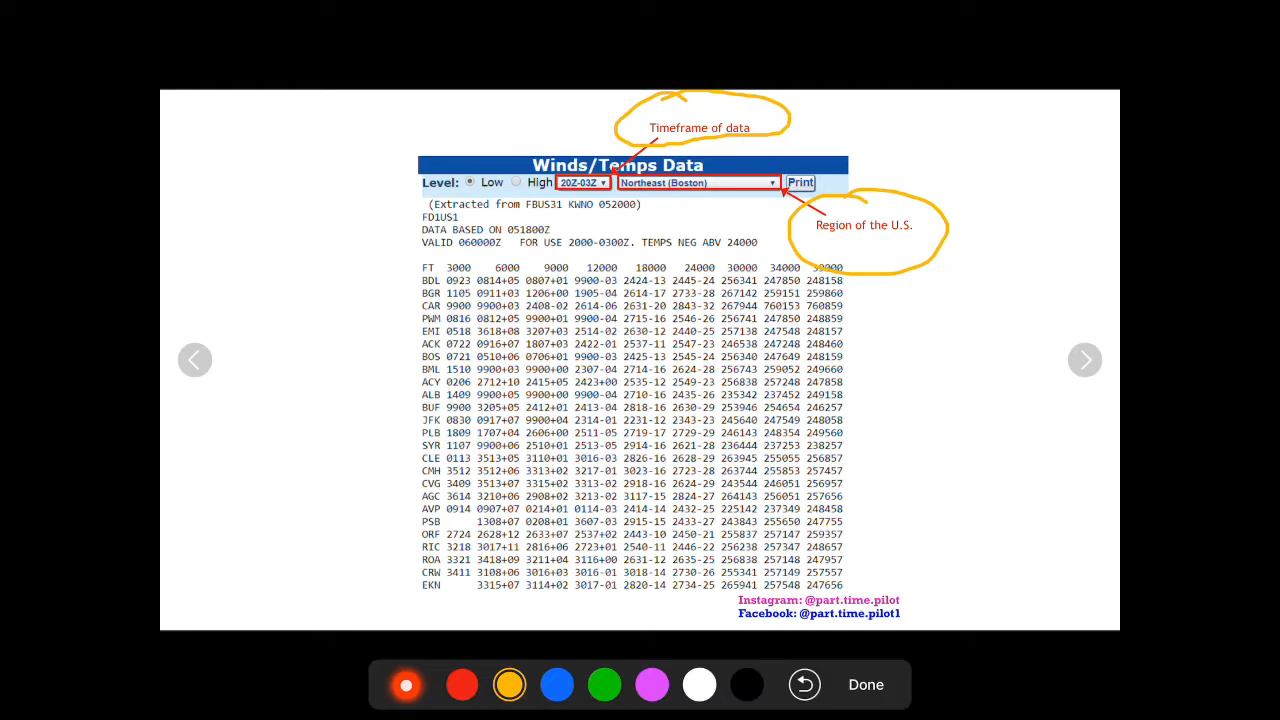 Timeframe of data
Winds/Temps Data
Level: Low High 20Z-03Z Northeast (Boston) Print
(Extracted from FBUS31 KWNO 052000)
Region of the U.S.
FD1US1
DATA BASED ON 051800Z
VALID 060000Z FOR USE 2000-0300Z. TEMPS NEG ABV 24000
FT 3000 6000 9000 12000 18000 24000 30000 34000 39000
BDL 0923 0814+05 0807+01 9900-03 2424-13 2445-24 256341 247850 248158
BGR 1105 0911+03 1206+00 1905-04 2614-17 2733-28 267142 259151 259860
CAR 9900 9900+03 2408-02 2614-06 2631-20 2843-32 267944 760153 760859
PWM 0816 0812+05 9900+01 9900-04 2715-16 2546-26 256741 247850 248859
EMI 0518 3618+08 3207+03 2514-02 2630-12 2440-25 257138 247548 248157
ACK 0722 0916+07 1807+03 2422-01 2537-11 2547-23 246538 247248 248460
BOS 0721 0510+06 0706+01 9900-03 2425-13 2545-24 256340 247649 248159
BML 1510 9900+03 9900+00 2307-04 2714-16 2624-28 256743 259052 249660
ACY 0206 2712+10 2415+05 2423+00 2535-12 2549-23 256838 257248 247858
ALB 1409 9900+05 9900+00 9900-04 2710-16 2435-26 235342 237452 249158
BUF 9900 3205+05 2412+01 2413-04 2818-16 2630-29 253946 254654 246257
JFK 0830 0917+07 9900+04 2314-01 2231-12 2343-23 245640 247549 248058
PLB 1809 1707+04 2606+00 2511-05 2719-17 2729-29 246143 248354 249560
SYR 1107 9900+06 2510+01 2513-05 2914-16 2621-28 236444 237253 238257
CLE 0113 3513+05 3110+01 3016-03 2826-16 2628-29 263945 255055 256857
CMH 3512 3512+06 3313+02 3217-01 3023-16 2723-28 263744 255853 257457
CVG 3409 3513+07 3315+02 3313-02 2918-16 2624-29 243544 246051 256957
AGC 3614 3210+06 2908+02 3213-02 3117-15 2824-27 264143 256051 257656
AVP 0914 0907+07 0214+01 0114-03 2414-14 2432-25 225142 237349 248458
PSB 1308+07 0208+01 3607-03 2915-15 2433-27 243843 255650 247755
ORF 2724 2628+12 2633+07 2537+02 2443-10 2450-21 255837 247147 259357
RIC 3218 3017+11 2816+06 2723+01 2540-11 2446-22 256238 257347 248657
ROA 3321 3418+09 3211+04 3116+00 2631-12 2635-25 256838 257148 247957
CRW 3411 3108+06 3016+03 3016-01 3018-14 2730-26 255341 257149 257557
EKN 3315+07 3114+02 3017-01 2820-14 2734-25 265941 257548 247656
Instagram: @part.time.pilot
Facebook: @part.time.pilot1
Done